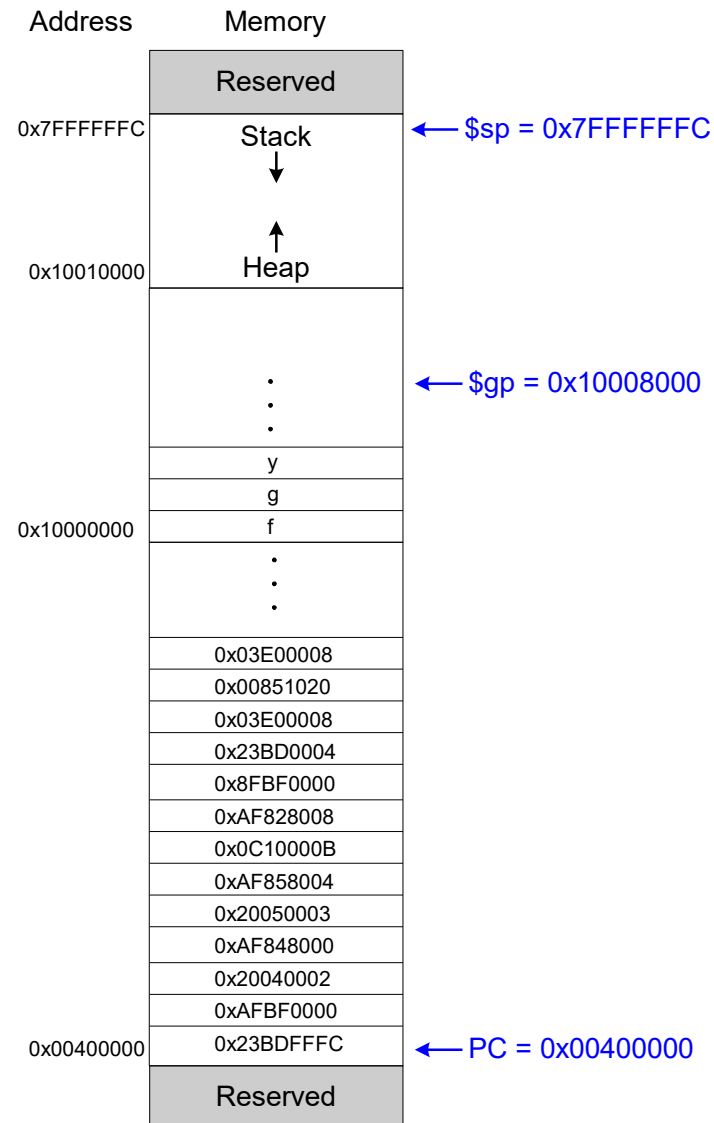 Address Memory
Reserved
0x7FFFFFFC Stack $sp = 0x7FFFFFFC
0x10010000 Heap
$gp = 0x10008000
y
g
0x10000000 f
0x03E00008
0x00851020
0x03E00008
0x23BD0004
0x8FBF0000
0xAF828008
0x0C10000B
0xAF858004
0x20050003
0xAF848000
0x20040002
0xAFBF0000
0x00400000 0x23BDFFFC PC = 0x00400000
Reserved